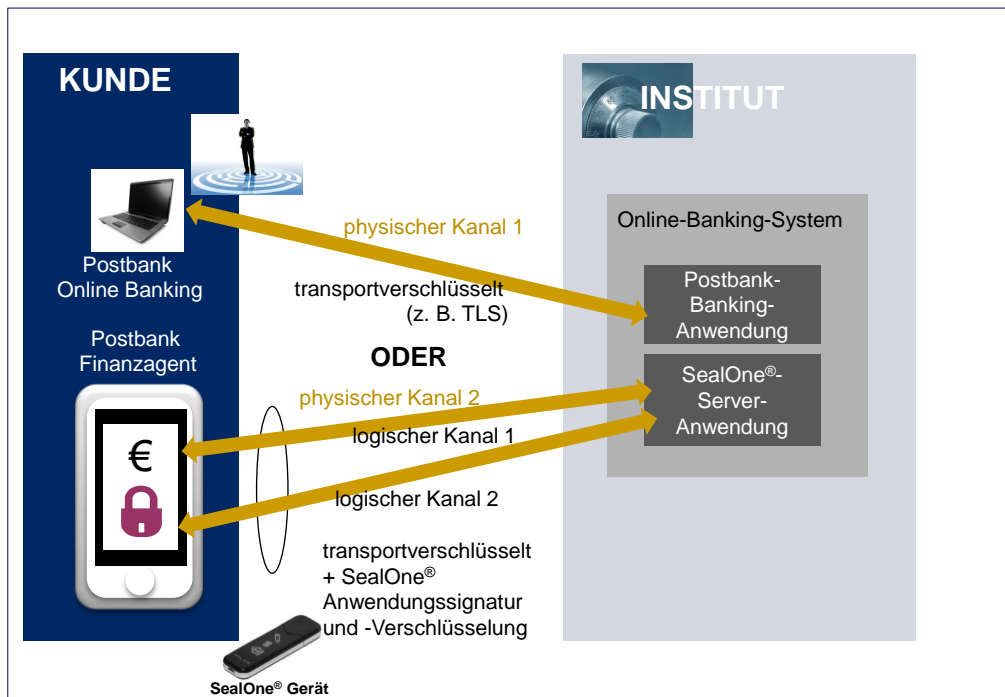 KUNDE
INSTITUT
physischer Kanal 1
Online-Banking-System
Postbank
Online Banking
Postbank-
Banking-
Anwendung
transportverschlüsselt
(z. B. TLS)
Postbank
Finanzagent
ODER
SealOne®-
Server-
Anwendung
physischer Kanal 2
logischer Kanal 1
€
logischer Kanal 2
transportverschlüsselt
+ SealOne®
Anwendungssignatur
und -Verschlüsselung
SealOne® Gerät